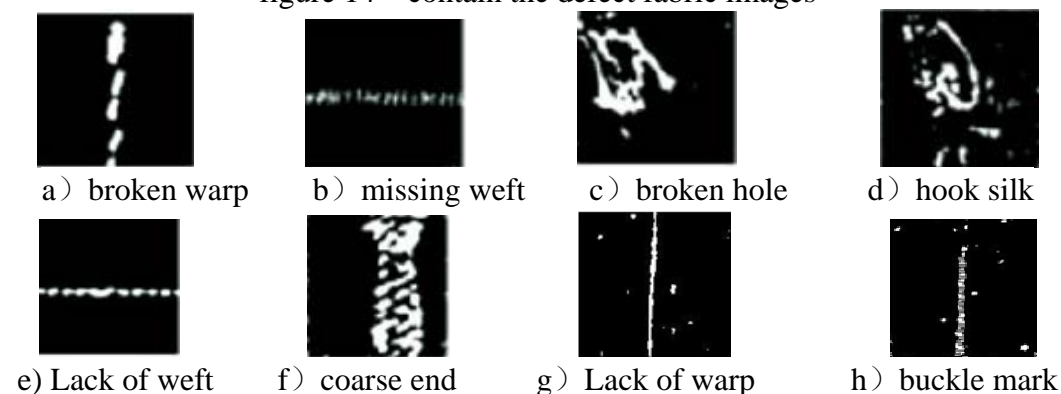 figure 14 contain the defect fabric images
a）broken warp
b）missing weft
c）broken hole
d）hook silk
e) Lack of weft
f）coarse end
g）Lack of warp
h）buckle mark